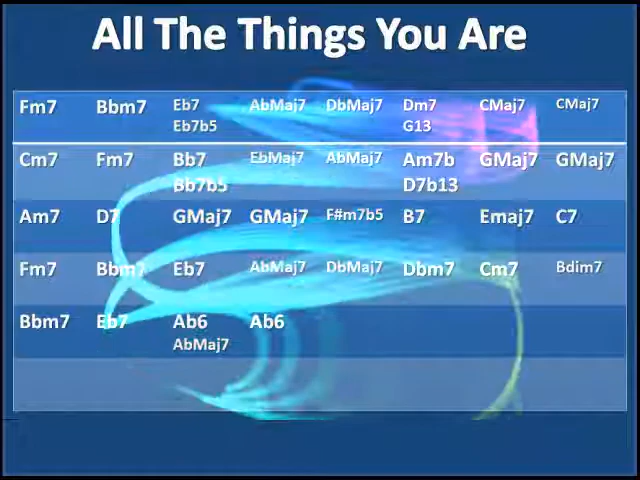 All The Things You Are
Fm7 Bbm7 Eb7 AbMaj7 DbMaj7 Dm7 CMaj7 CMaj7
Eb7b5 G13
Cm7 Fm7 Bb7 EbMaj7 AbMaj7 Am7b GMaj7 GMaj7
Bb7b5 D7b13
Am7 D7 GMaj7 GMaj7 F#m7b5 B7 Emaj7 C7
Fm7 Bbm7 Eb7 AbMaj7 DbMaj7 Dbm7 Cm7 Bdim7
Bbm7 Eb7 Ab6 Ab6
AbMaj7